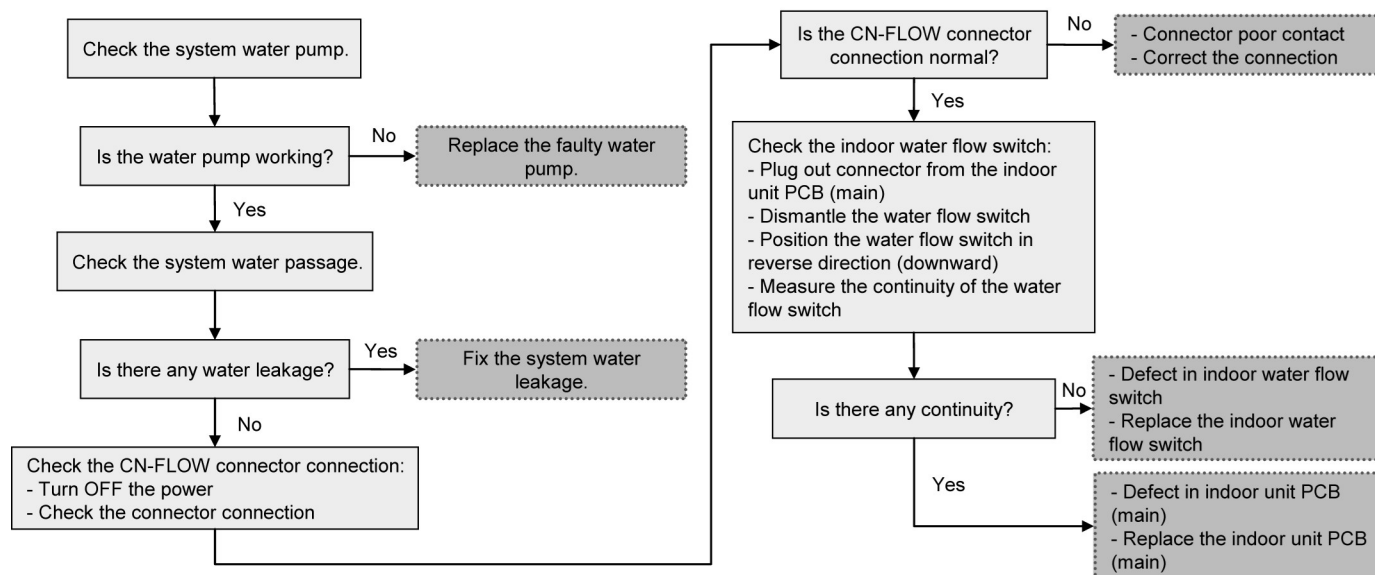 Check the system water pump.
Is the water pump working?
No
Replace the faulty water
pump.
Yes
Check the system water passage.
Is there any water leakage?
Yes
Fix the system water
leakage.
No
Check the CN-FLOW connector connection:
- Turn OFF the power
- Check the connector connection
Is the CN-FLOW connector
connection normal?
No
- Connector poor contact
- Correct the connection
Yes
Check the indoor water flow switch:
- Plug out connector from the indoor
unit PCB (main)
- Dismantle the water flow switch
- Position the water flow switch in
reverse direction (downward)
- Measure the continuity of the water
flow switch
Is there any continuity?
No
- Defect in indoor water flow
switch
- Replace the indoor water
flow switch
Yes
- Defect in indoor unit PCB
(main)
- Replace the indoor unit PCB
(main)